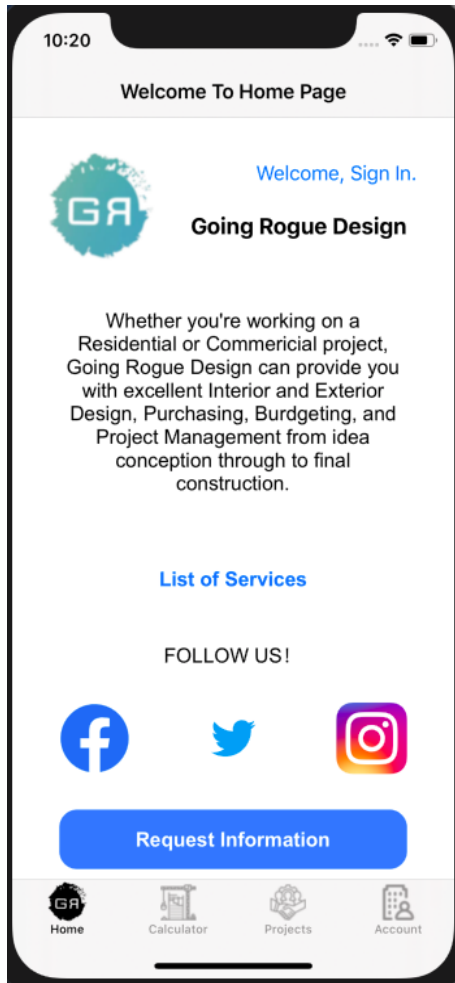 10:20
Welcome To Home Page
Welcome, Sign In.
GЯ
Going Rogue Design
Whether you're working on a
Residential or Commericial project,
Going Rogue Design can provide you
with excellent Interior and Exterior
Design, Purchasing, Burdgeting, and
Project Management from idea
conception through to final
construction.
List of Services
FOLLOW US!
Request Information
GЯ
Home
Calculator
Projects
Account